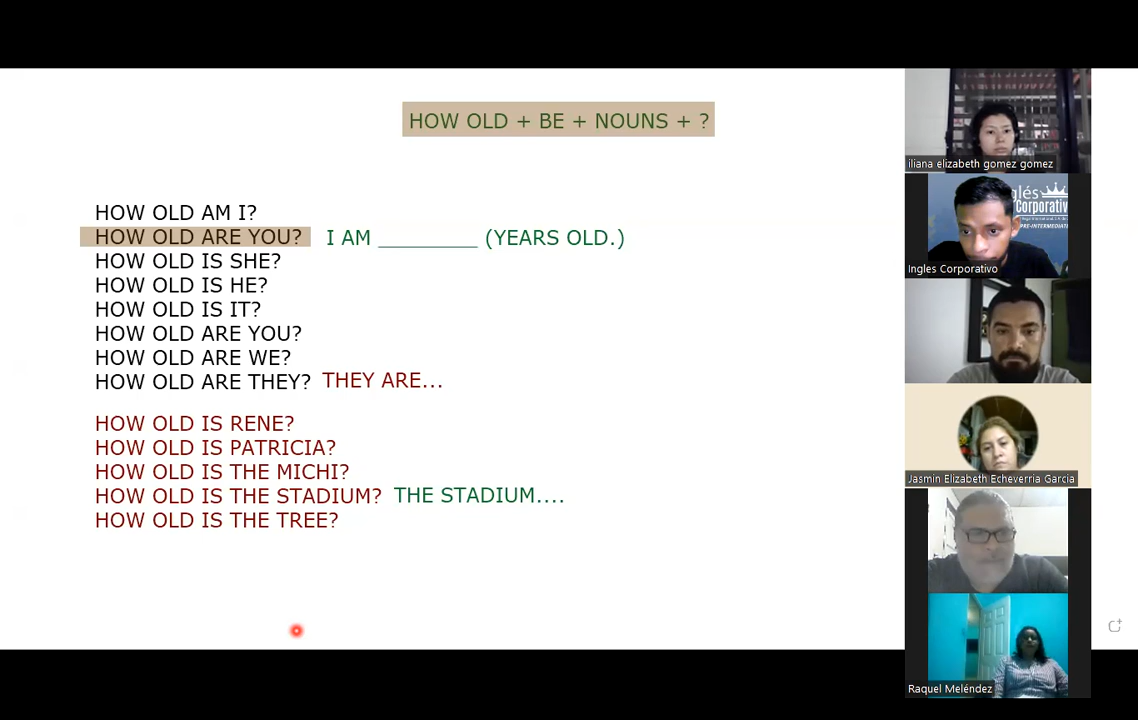 HOW OLD + BE + NOUNS + ?
HOW OLD AM I?
HOW OLD ARE YOU? I AM _________ (YEARS OLD.)
HOW OLD IS SHE?
HOW OLD IS HE?
HOW OLD IS IT?
HOW OLD ARE YOU?
HOW OLD ARE WE?
HOW OLD ARE THEY? THEY ARE...
HOW OLD IS RENE?
HOW OLD IS PATRICIA?
HOW OLD IS THE MICHI?
HOW OLD IS THE STADIUM? THE STADIUM....
HOW OLD IS THE TREE?
iliana elizabeth gomez gomez
glés
Corporativ
PRE-INTERMEDIAT
Ingles Corporativo
Jasmin Elizabeth Echeverria Garcia
Raquel Meléndez